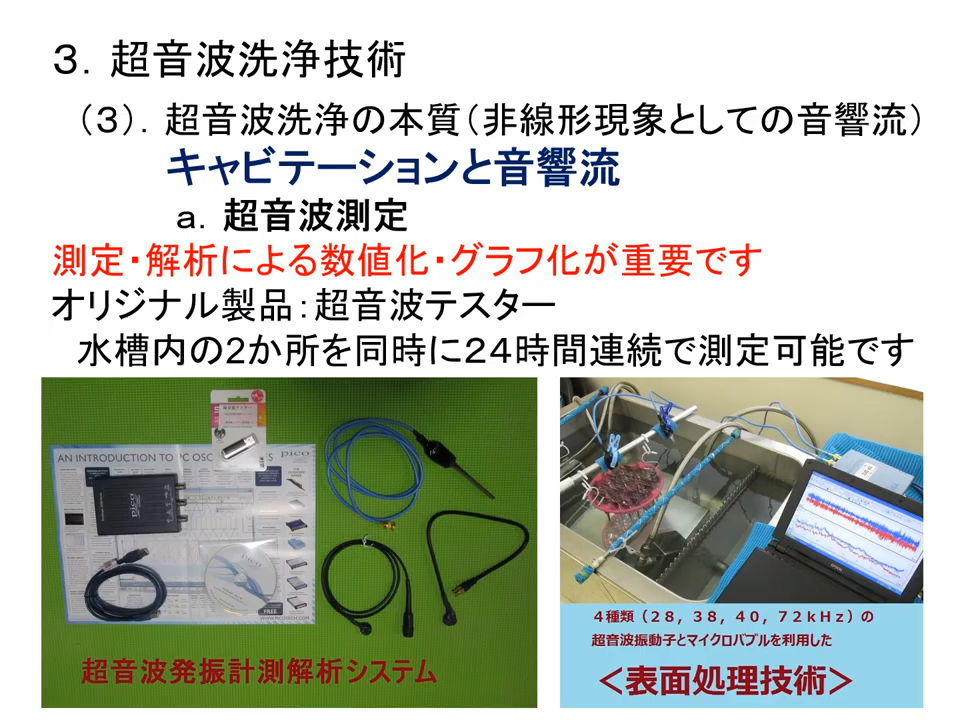 ３．超音波洗浄技術
（３）．超音波洗浄の本質（非線形現象としての音響流）
キャビテーションと音響流
ａ．超音波測定
測定・解析による数値化・グラフ化が重要です
オリジナル製品：超音波テスター
水槽内の2か所を同時に２４時間連続で測定可能です
AN INTRODUCTION TO PC OSC
pico
pico
FREE
超音波発振計測解析システム
４種類（２８，３８，４０，７２ｋＨｚ）の
超音波振動子とマイクロバブルを利用した
＜表面処理技術＞